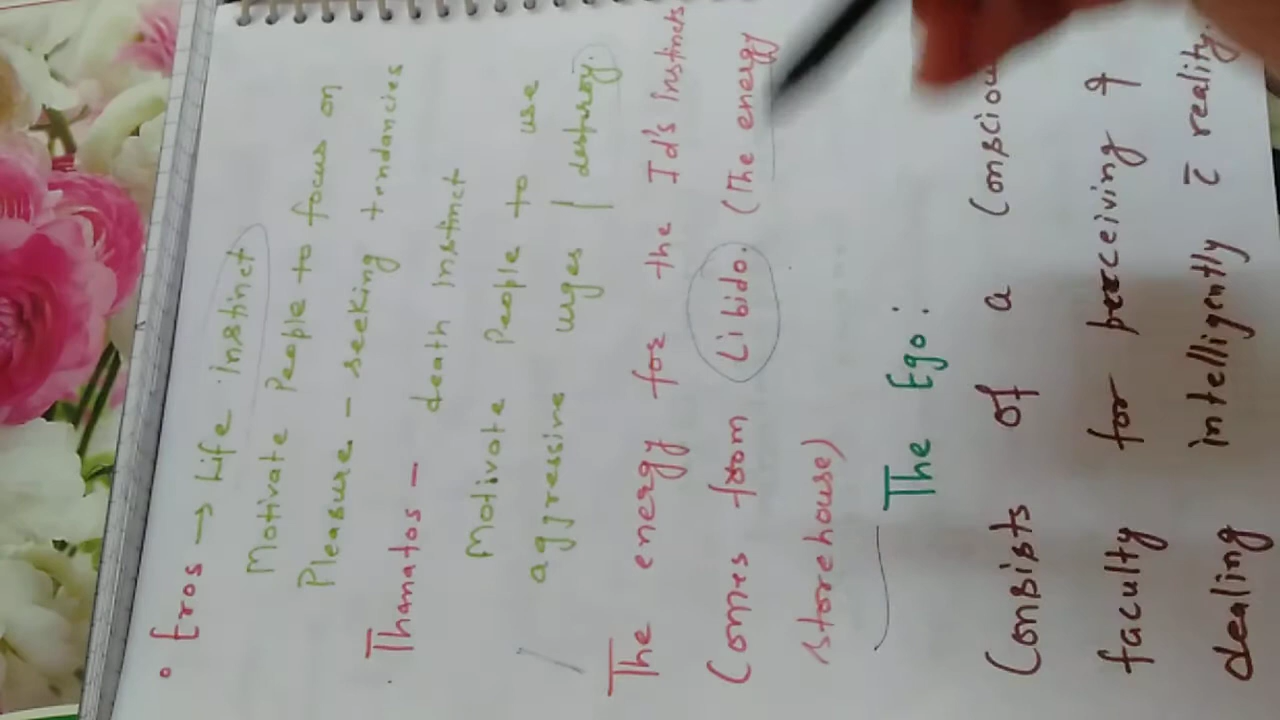 • Eros → Life instinct
Motivate People to focus on
Pleasure - seeking tendancies
Thanatos - death instinct
Motivate People to use
aggressive urges / destroy.
The energy for the Id's instincts
Comes from Libido. (The energy
storehouse)
The Ego:
Consists of a Conscious
faculty for perceiving &
dealing intelligently c̄ reality.